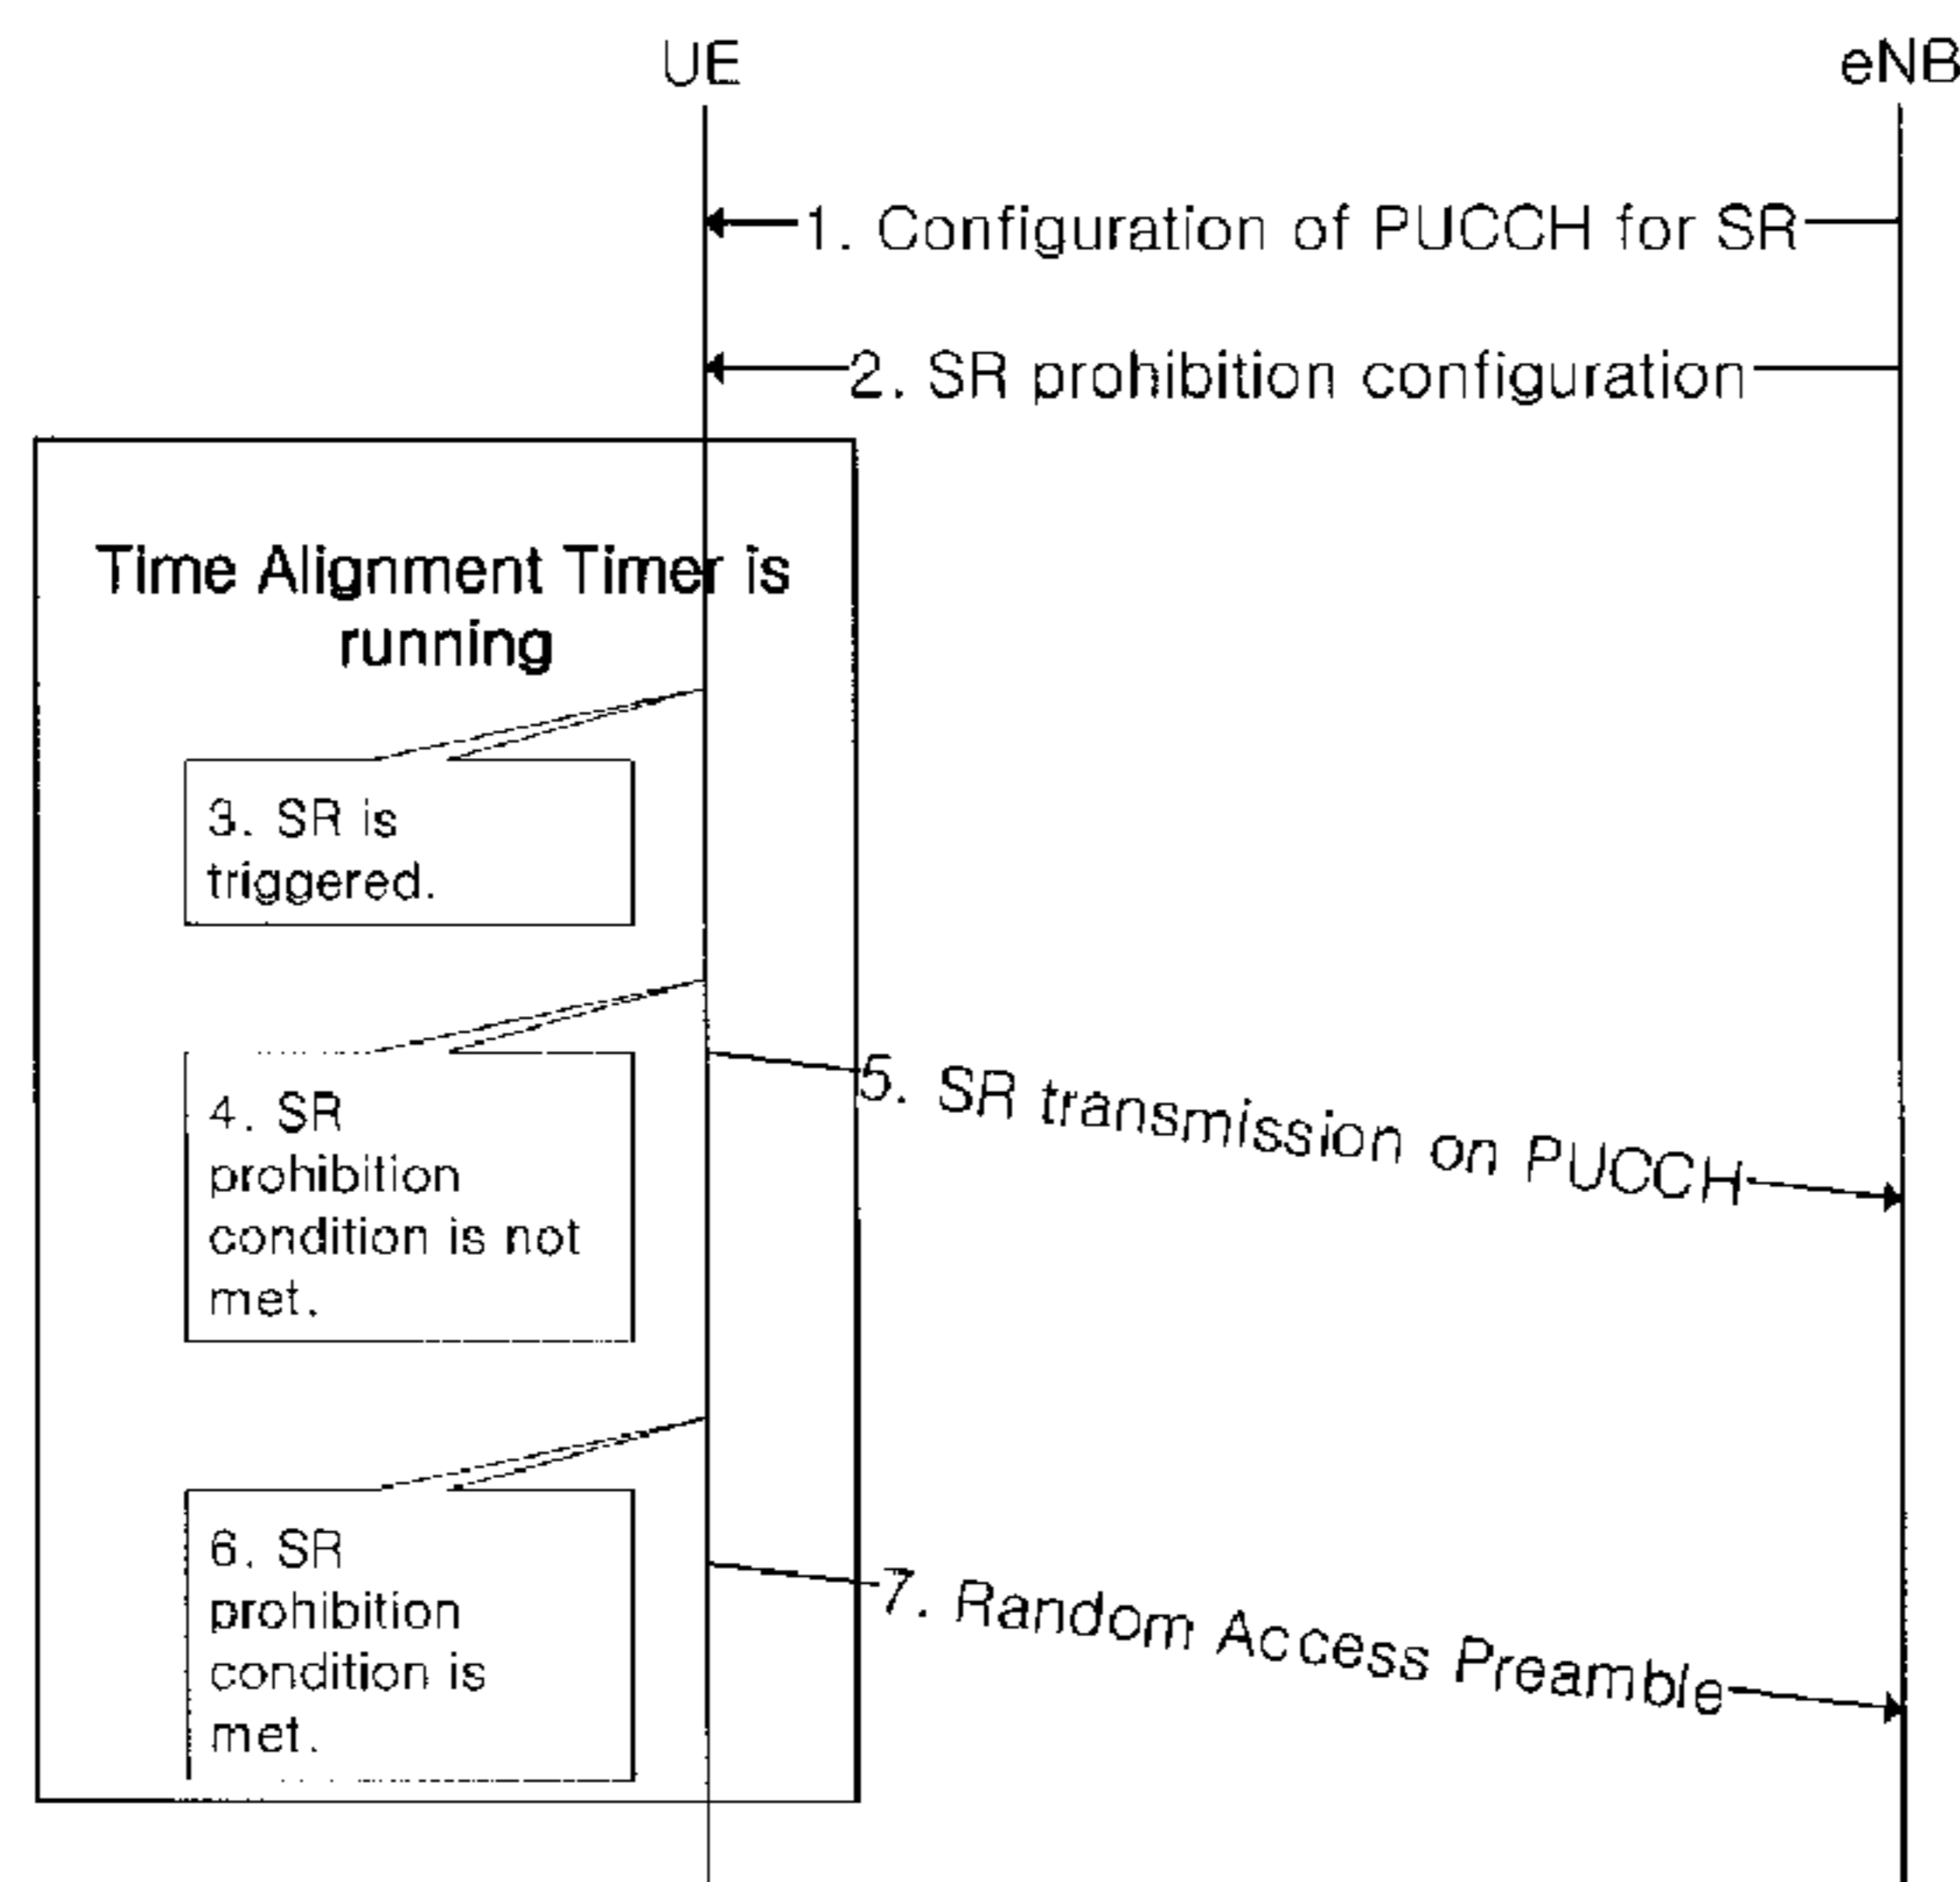 UE
eNB
1. Configuration of PUCCH for SR
2. SR prohibition configuration
Time Alignment Timer is
running
3. SR is
triggered.
4. SR
prohibition
condition is not
met.
5. SR transmission on PUCCH
6. SR
prohibition
condition is
met.
7. Random Access Preamble